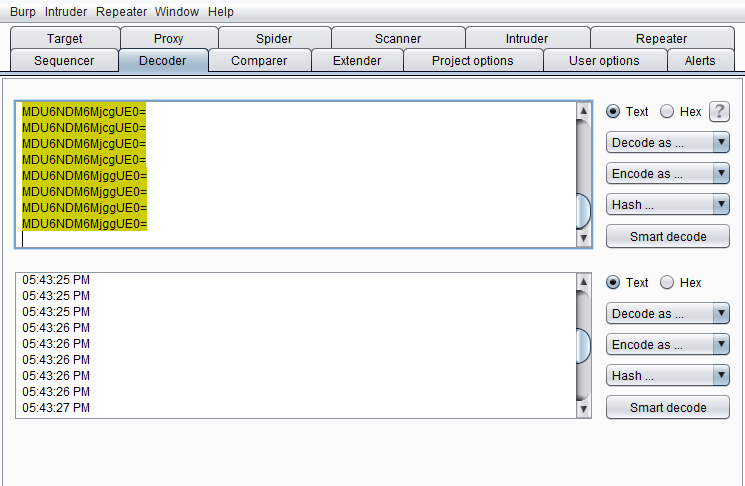 Burp Intruder Repeater Window Help
Target Proxy Spider Scanner Intruder Repeater
Sequencer Decoder Comparer Extender Project options User options Alerts
MDU6NDM6MjcgUE0=
MDU6NDM6MjcgUE0=
MDU6NDM6MjcgUE0=
MDU6NDM6MjcgUE0=
MDU6NDM6MjggUE0=
MDU6NDM6MjggUE0=
MDU6NDM6MjggUE0=
MDU6NDM6MjggUE0=
Text Hex ?
Decode as ...
Encode as ...
Hash ...
Smart decode
05:43:25 PM
05:43:25 PM
05:43:25 PM
05:43:26 PM
05:43:26 PM
05:43:26 PM
05:43:26 PM
05:43:26 PM
05:43:27 PM
Text Hex
Decode as ...
Encode as ...
Hash ...
Smart decode